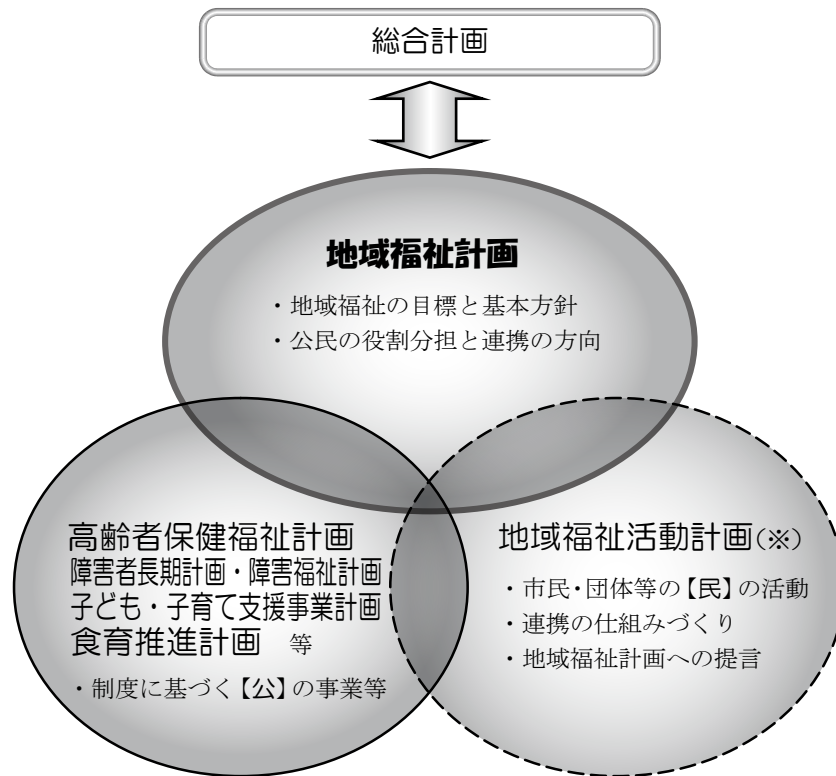 総合計画
地域福祉計画
・地域福祉の目標と基本方針
・公民の役割分担と連携の方向
高齢者保健福祉計画
障害者長期計画・障害福祉計画
子ども・子育て支援事業計画
食育推進計画 等
・制度に基づく【公】の事業等
地域福祉活動計画(※)
・市民・団体等の【民】の活動
・連携の仕組みづくり
・地域福祉計画への提言